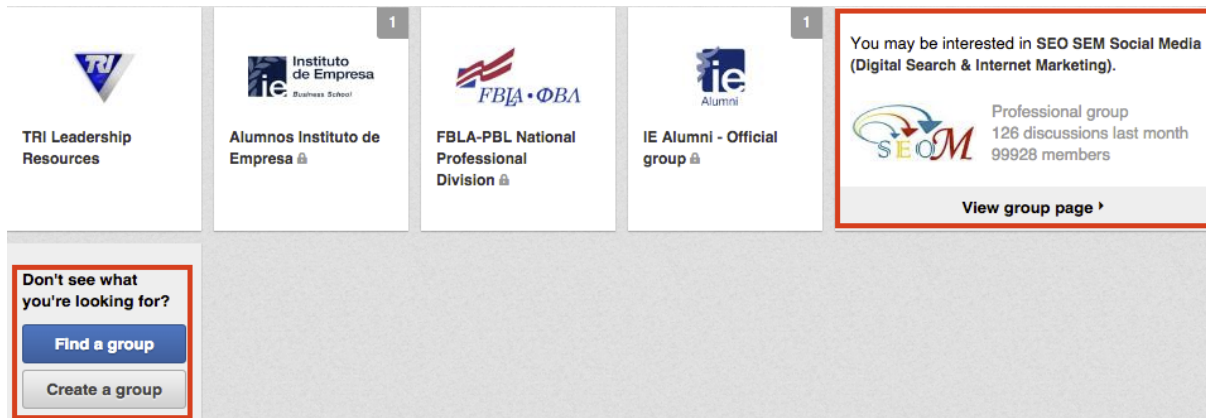 TRI
TRI Leadership
Resources
1
ie
Instituto
de Empresa
Business School
Alumnos Instituto de
Empresa
FBLA • ΦΒΛ
FBLA-PBL National
Professional
Division
1
ie
Alumni
IE Alumni - Official
group
You may be interested in SEO SEM Social Media
(Digital Search & Internet Marketing).
SEOM
Professional group
126 discussions last month
99928 members
View group page
Don't see what
you're looking for?
Find a group
Create a group